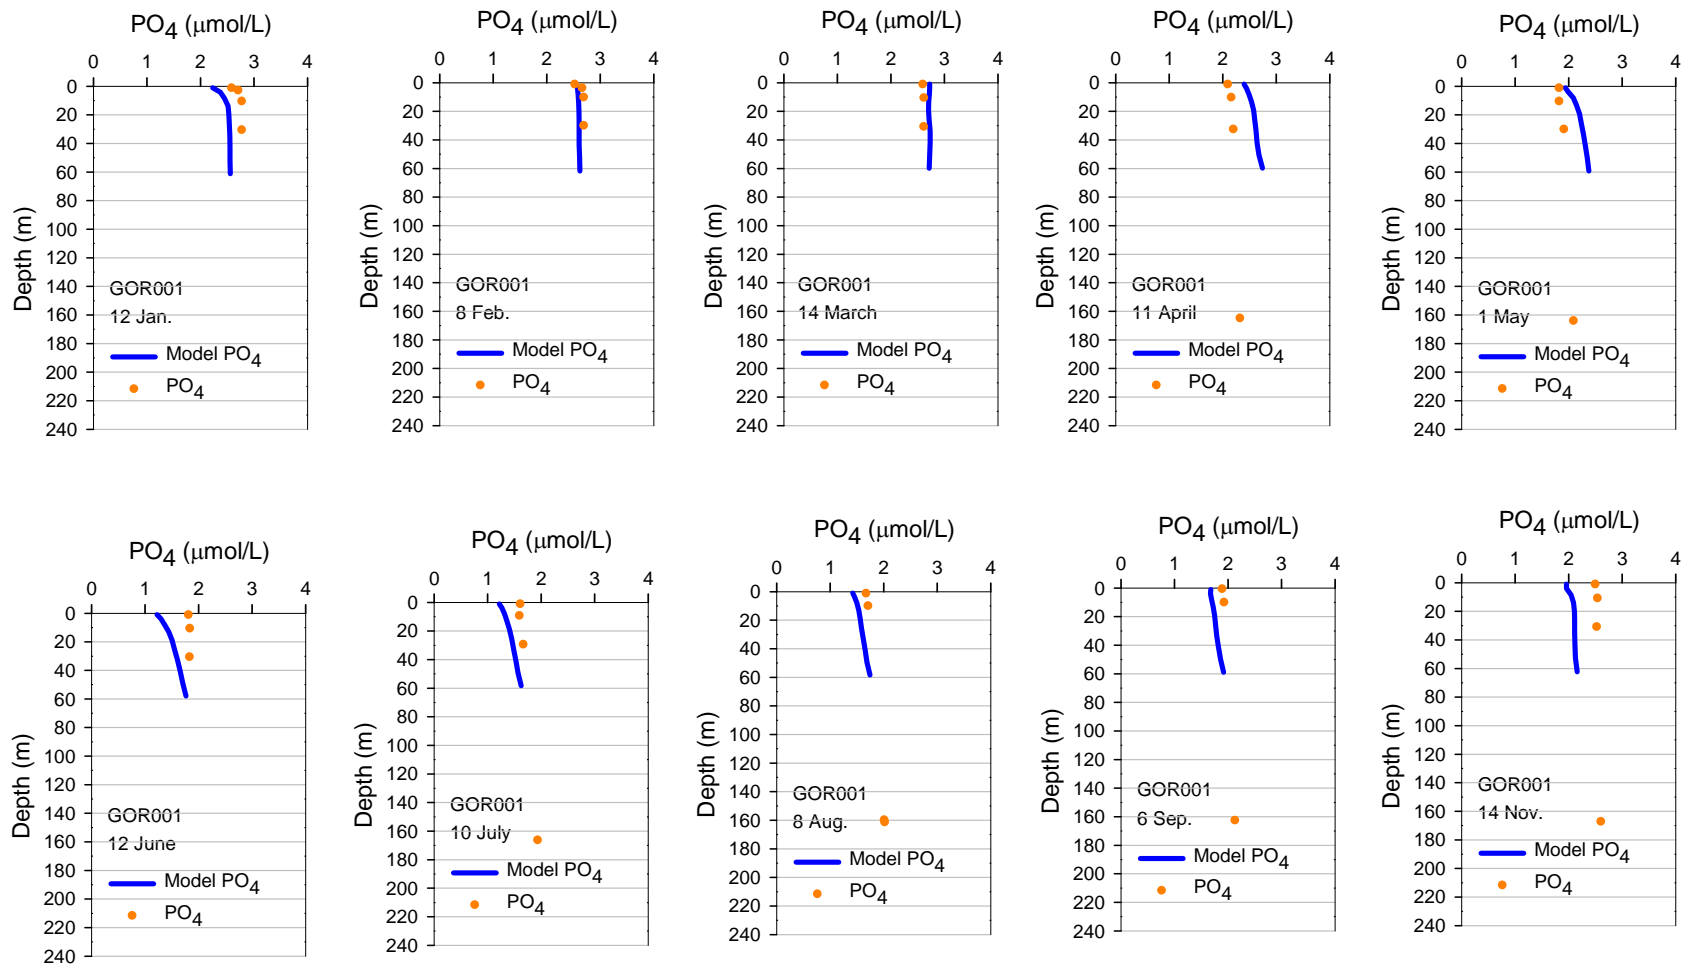 PO4 (µmol/L)
0 1 2 3 4
0
20
40
60
80
100
120
140
160
180
200
220
240
Depth (m)
GOR001
12 Jan.
Model PO4
PO4
PO4 (µmol/L)
0 1 2 3 4
0
20
40
60
80
100
120
140
160
180
200
220
240
Depth (m)
GOR001
8 Feb.
Model PO4
PO4
PO4 (µmol/L)
0 1 2 3 4
0
20
40
60
80
100
120
140
160
180
200
220
240
Depth (m)
GOR001
14 March
Model PO4
PO4
PO4 (µmol/L)
0 1 2 3 4
0
20
40
60
80
100
120
140
160
180
200
220
240
Depth (m)
GOR001
11 April
Model PO4
PO4
PO4 (µmol/L)
0 1 2 3 4
0
20
40
60
80
100
120
140
160
180
200
220
240
Depth (m)
GOR001
1 May
Model PO4
PO4
PO4 (µmol/L)
0 1 2 3 4
0
20
40
60
80
100
120
140
160
180
200
220
240
Depth (m)
GOR001
12 June
Model PO4
PO4
PO4 (µmol/L)
0 1 2 3 4
0
20
40
60
80
100
120
140
160
180
200
220
240
Depth (m)
GOR001
10 July
Model PO4
PO4
PO4 (µmol/L)
0 1 2 3 4
0
20
40
60
80
100
120
140
160
180
200
220
240
Depth (m)
GOR001
8 Aug.
Model PO4
PO4
PO4 (µmol/L)
0 1 2 3 4
0
20
40
60
80
100
120
140
160
180
200
220
240
Depth (m)
GOR001
6 Sep.
Model PO4
PO4
PO4 (µmol/L)
0 1 2 3 4
0
20
40
60
80
100
120
140
160
180
200
220
240
Depth (m)
GOR001
14 Nov.
Model PO4
PO4